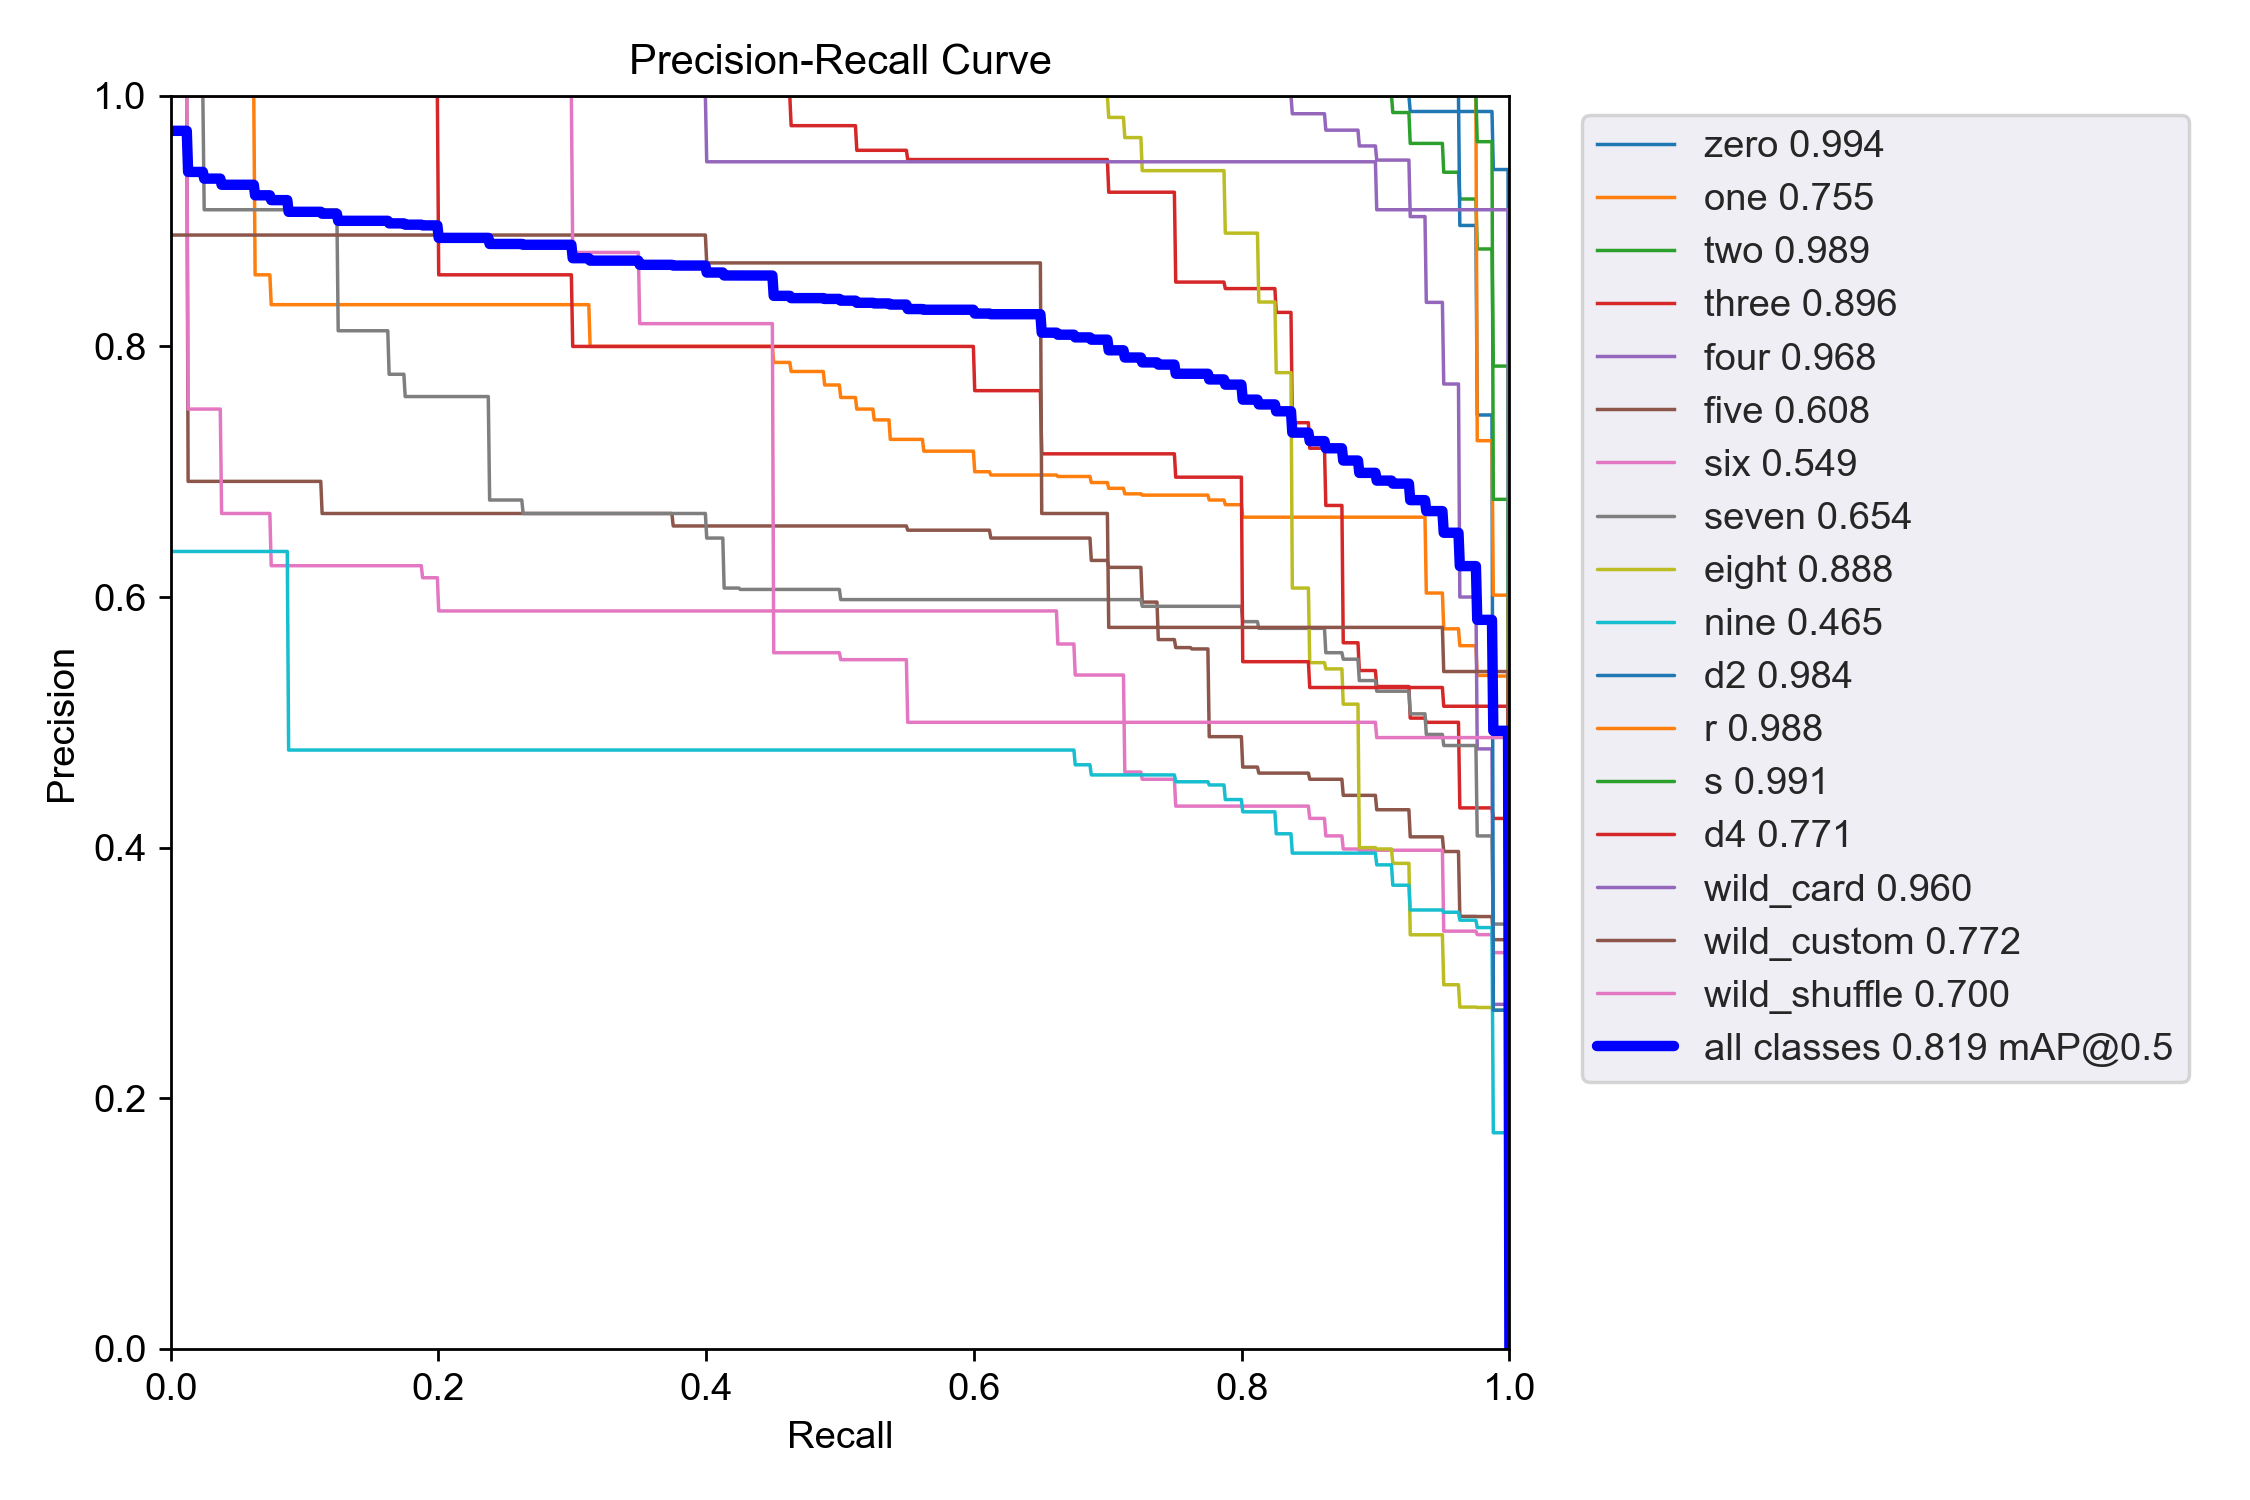 Precision-Recall Curve
1.0
0.8
0.6
0.4
0.2
0.0
Precision
0.0 0.2 0.4 0.6 0.8 1.0
Recall
zero 0.994
one 0.755
two 0.989
three 0.896
four 0.968
five 0.608
six 0.549
seven 0.654
eight 0.888
nine 0.465
d2 0.984
r 0.988
s 0.991
d4 0.771
wild_card 0.960
wild_custom 0.772
wild_shuffle 0.700
all classes 0.819 mAP@0.5